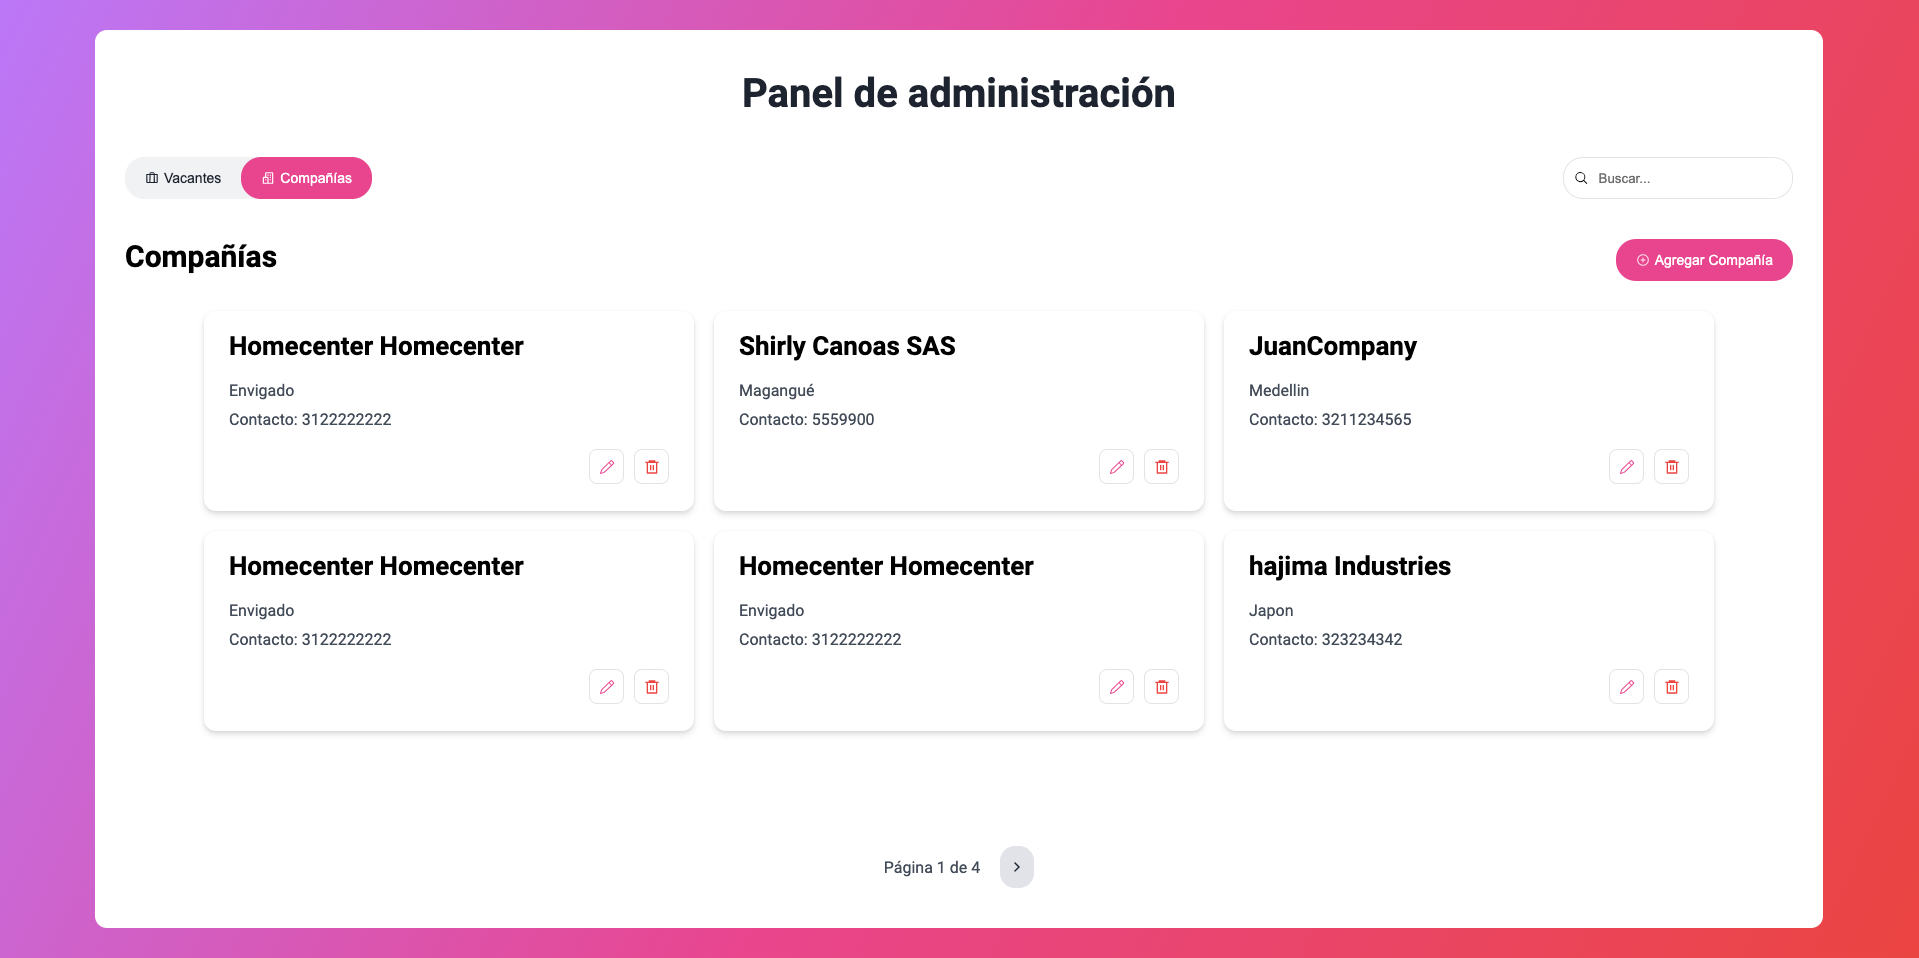 Panel de administración
Vacantes
Compañías
Buscar...
Compañías
Agregar Compañía
Homecenter Homecenter
Envigado
Contacto: 3122222222
Shirly Canoas SAS
Magangué
Contacto: 5559900
JuanCompany
Medellin
Contacto: 3211234565
Homecenter Homecenter
Envigado
Contacto: 3122222222
Homecenter Homecenter
Envigado
Contacto: 3122222222
hajima Industries
Japon
Contacto: 323234342
Página 1 de 4